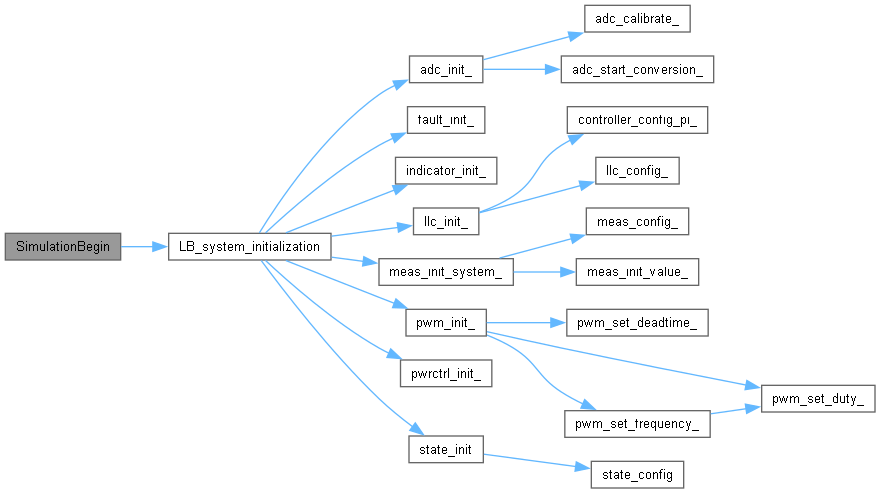 SimulationBegin
LB_system_initialization
adc_init_
fault_init_
indicator_init_
llc_init_
meas_init_system_
pwm_init_
pwrctrl_init_
state_init
adc_calibrate_
adc_start_conversion_
controller_config_pi_
llc_config_
meas_config_
meas_init_value_
pwm_set_deadtime_
pwm_set_frequency_
state_config
pwm_set_duty_